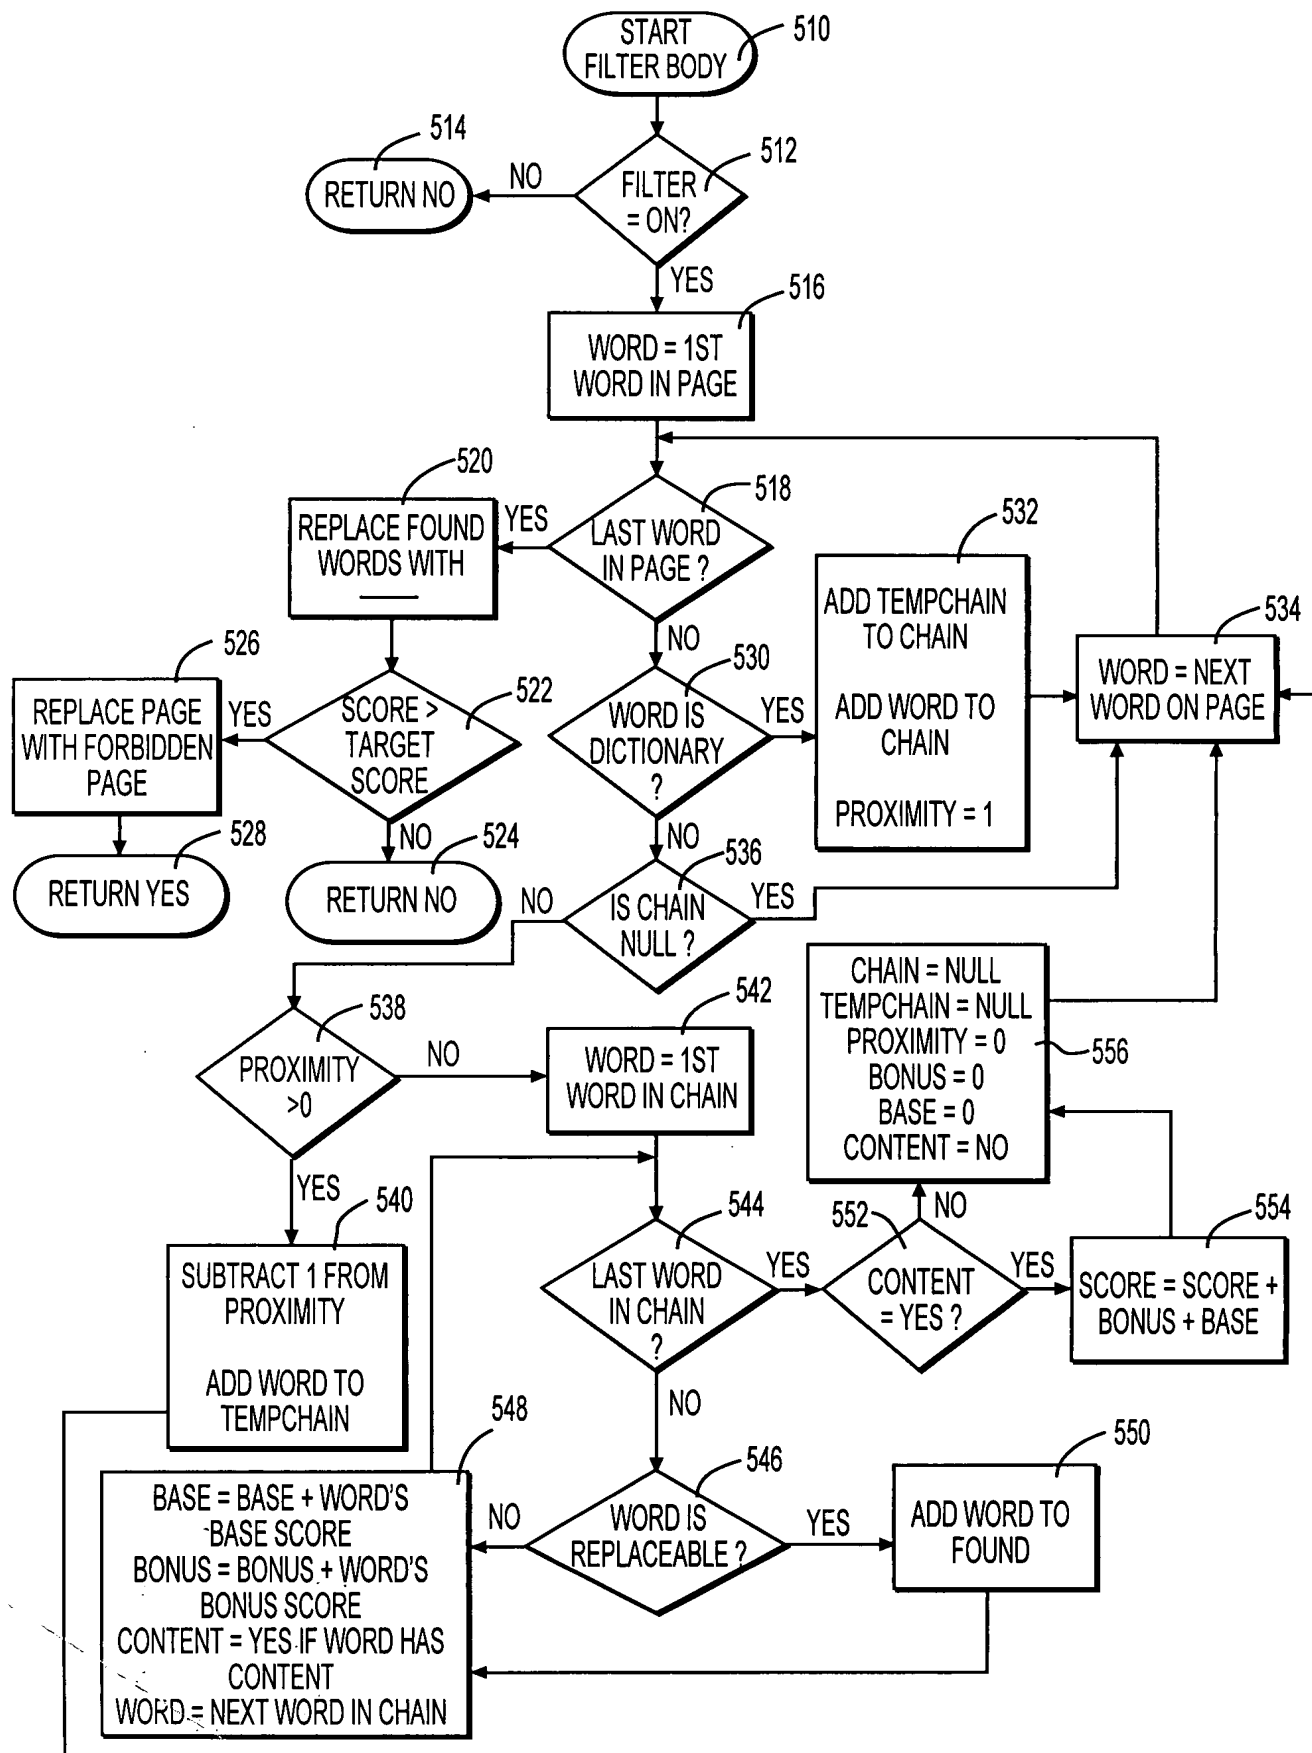 START
FILTER BODY
510
514
RETURN NO
NO
FILTER
= ON?
512
YES
516
WORD = 1ST
WORD IN PAGE
520
REPLACE FOUND
WORDS WITH
YES
LAST WORD
IN PAGE ?
518
NO
532
ADD TEMPCHAIN
TO CHAIN
ADD WORD TO
CHAIN
PROXIMITY = 1
534
WORD = NEXT
WORD ON PAGE
526
REPLACE PAGE
WITH FORBIDDEN
PAGE
YES
SCORE >
TARGET
SCORE
522
NO
530
WORD IS
DICTIONARY
?
YES
NO
528
RETURN YES
524
RETURN NO
536
IS CHAIN
NULL ?
YES
NO
538
PROXIMITY
>0
NO
YES
542
WORD = 1ST
WORD IN CHAIN
CHAIN = NULL
TEMPCHAIN = NULL
PROXIMITY = 0
BONUS = 0
BASE = 0
CONTENT = NO
556
540
SUBTRACT 1 FROM
PROXIMITY
ADD WORD TO
TEMPCHAIN
544
LAST WORD
IN CHAIN
?
YES
NO
552
CONTENT
= YES ?
NO
YES
554
SCORE = SCORE +
BONUS + BASE
548
BASE = BASE + WORD'S
BASE SCORE
BONUS = BONUS + WORD'S
BONUS SCORE
CONTENT = YES IF WORD HAS
CONTENT
WORD = NEXT WORD IN CHAIN
NO
546
WORD IS
REPLACEABLE ?
YES
550
ADD WORD TO
FOUND